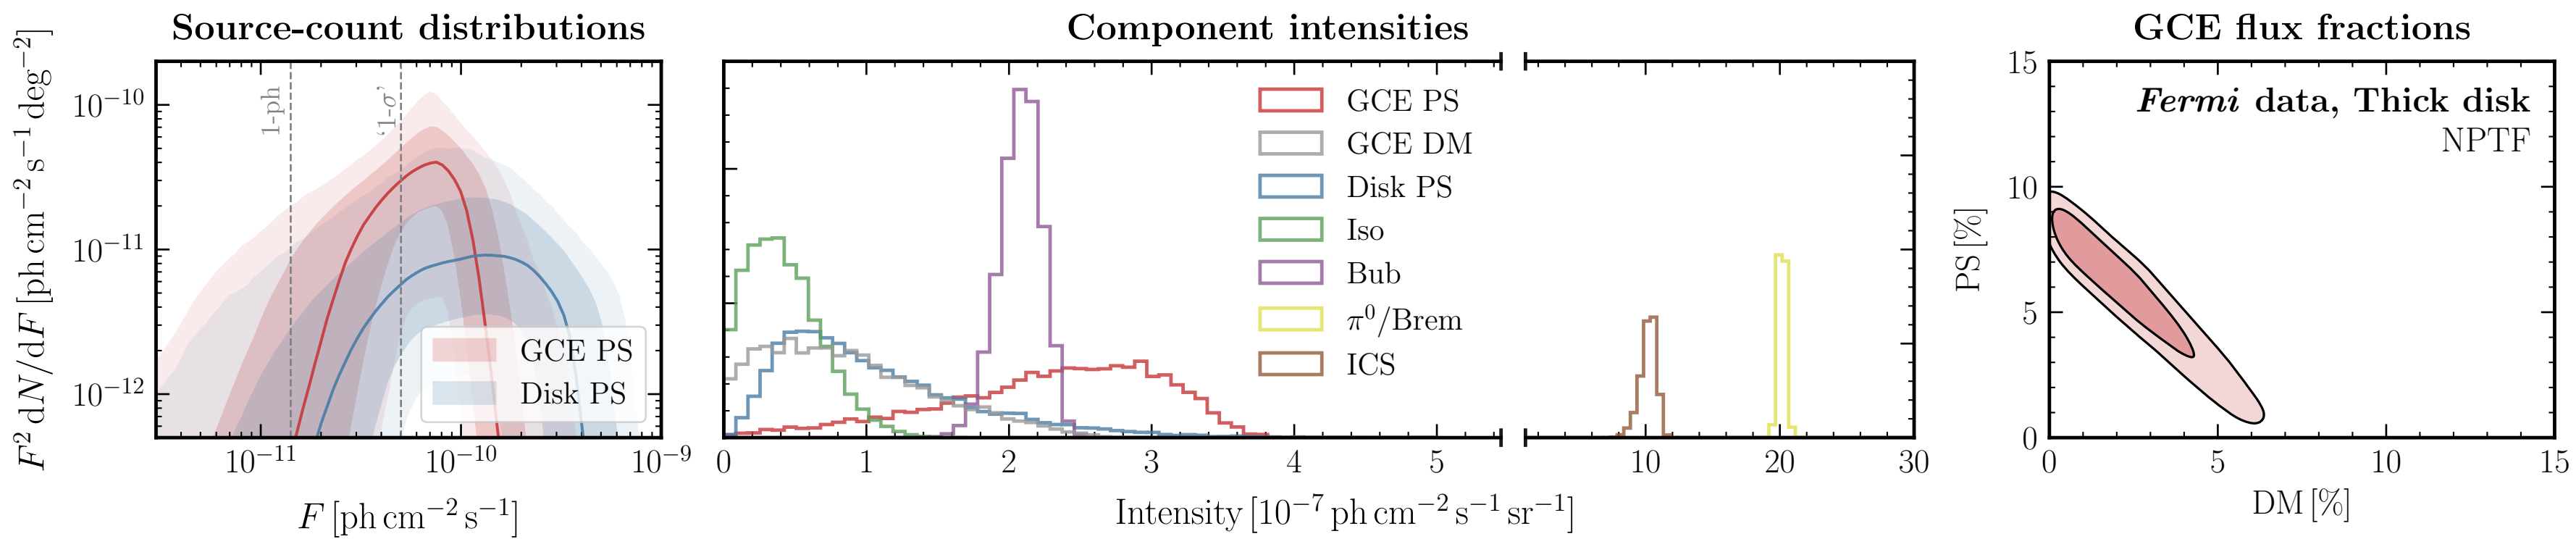 Source-count distributions
F² dN/dF [ph cm⁻² s⁻¹ deg⁻²]
10⁻¹⁰
10⁻¹¹
10⁻¹²
1-ph
‘1-σ’
GCE PS
Disk PS
10⁻¹¹ 10⁻¹⁰ 10⁻⁹
F [ph cm⁻² s⁻¹]
Component intensities
GCE PS
GCE DM
Disk PS
Iso
Bub
π⁰/Brem
ICS
0 1 2 3 4 5 10 20 30
Intensity [10⁻⁷ ph cm⁻² s⁻¹ sr⁻¹]
GCE flux fractions
Fermi data, Thick disk
NPTF
PS [%]
15
10
5
0
0 5 10 15
DM [%]